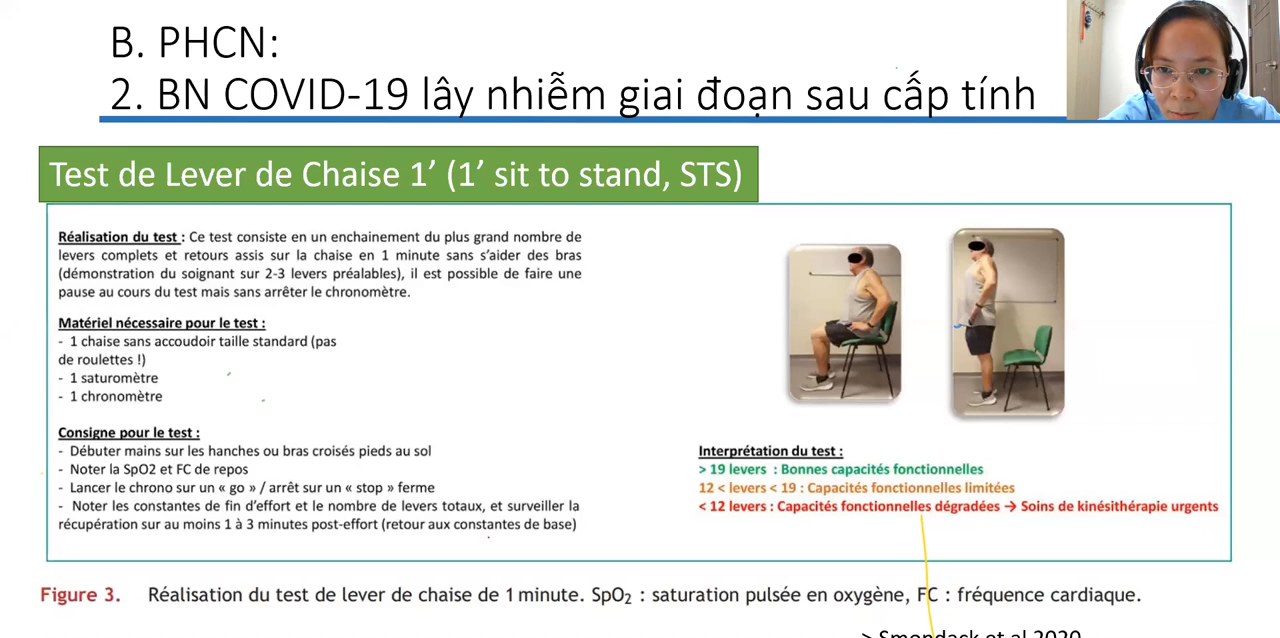 B. PHCN:
2. BN COVID-19 lây nhiễm giai đoạn sau cấp tính
Test de Lever de Chaise 1’ (1’ sit to stand, STS)
Réalisation du test : Ce test consiste en un enchainement du plus grand nombre de
levers complets et retours assis sur la chaise en 1 minute sans s’aider des bras
(démonstration du soignant sur 2-3 levers préalables), il est possible de faire une
pause au cours du test mais sans arrêter le chronomètre.
Matériel nécessaire pour le test :
- 1 chaise sans accoudoir taille standard (pas
de roulettes !)
- 1 saturomètre
- 1 chronomètre
Consigne pour le test :
- Débuter mains sur les hanches ou bras croisés pieds au sol
- Noter la SpO2 et FC de repos
- Lancer le chrono sur un « go » / arrêt sur un « stop » ferme
- Noter les constantes de fin d’effort et le nombre de levers totaux, et surveiller la
récupération sur au moins 1 à 3 minutes post-effort (retour aux constantes de base)
Interprétation du test :
> 19 levers : Bonnes capacités fonctionnelles
12 < levers < 19 : Capacités fonctionnelles limitées
< 12 levers : Capacités fonctionnelles dégradées → Soins de kinésithérapie urgents
Figure 3. Réalisation du test de lever de chaise de 1 minute. SpO₂ : saturation pulsée en oxygène, FC : fréquence cardiaque.
> Smondack et al 2020